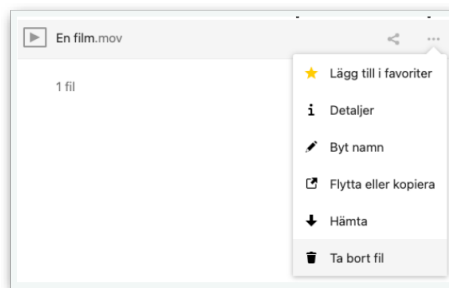 En film.mov
Lägg till i favoriter
1 fil
Detaljer
Byt namn
Flytta eller kopiera
Hämta
Ta bort fil